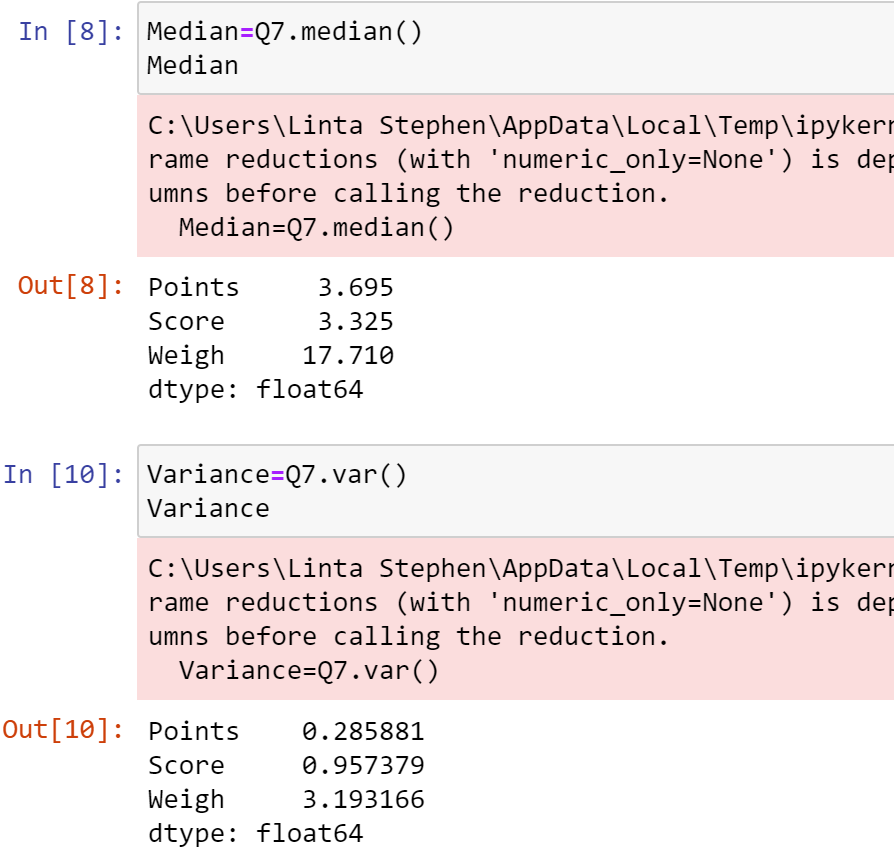 In [8]: Median=Q7.median()
Median
C:\Users\Linta Stephen\AppData\Local\Temp\ipykern
rame reductions (with 'numeric_only=None') is dep
umns before calling the reduction.
  Median=Q7.median()
Out[8]: Points     3.695
Score      3.325
Weigh     17.710
dtype: float64
In [10]: Variance=Q7.var()
Variance
C:\Users\Linta Stephen\AppData\Local\Temp\ipykern
rame reductions (with 'numeric_only=None') is dep
umns before calling the reduction.
  Variance=Q7.var()
Out[10]: Points    0.285881
Score     0.957379
Weigh     3.193166
dtype: float64